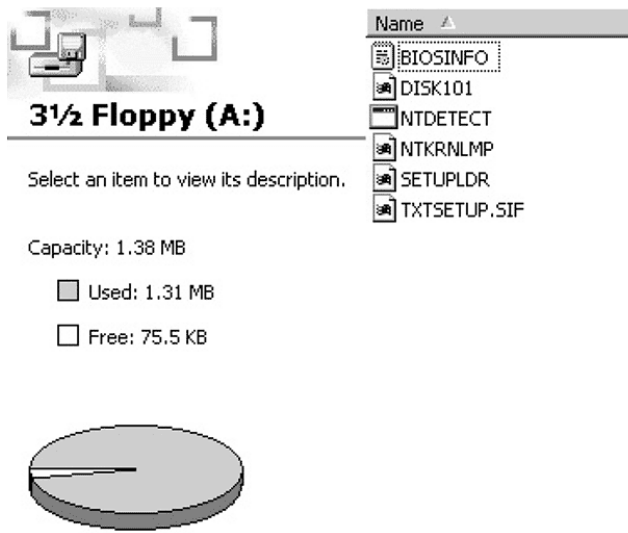 3½ Floppy (A:)
Select an item to view its description.
Capacity: 1.38 MB
Used: 1.31 MB
Free: 75.5 KB
Name
BIOSINFO
DISK101
NTDETECT
NTKRNLMP
SETUPLDR
TXTSETUP.SIF